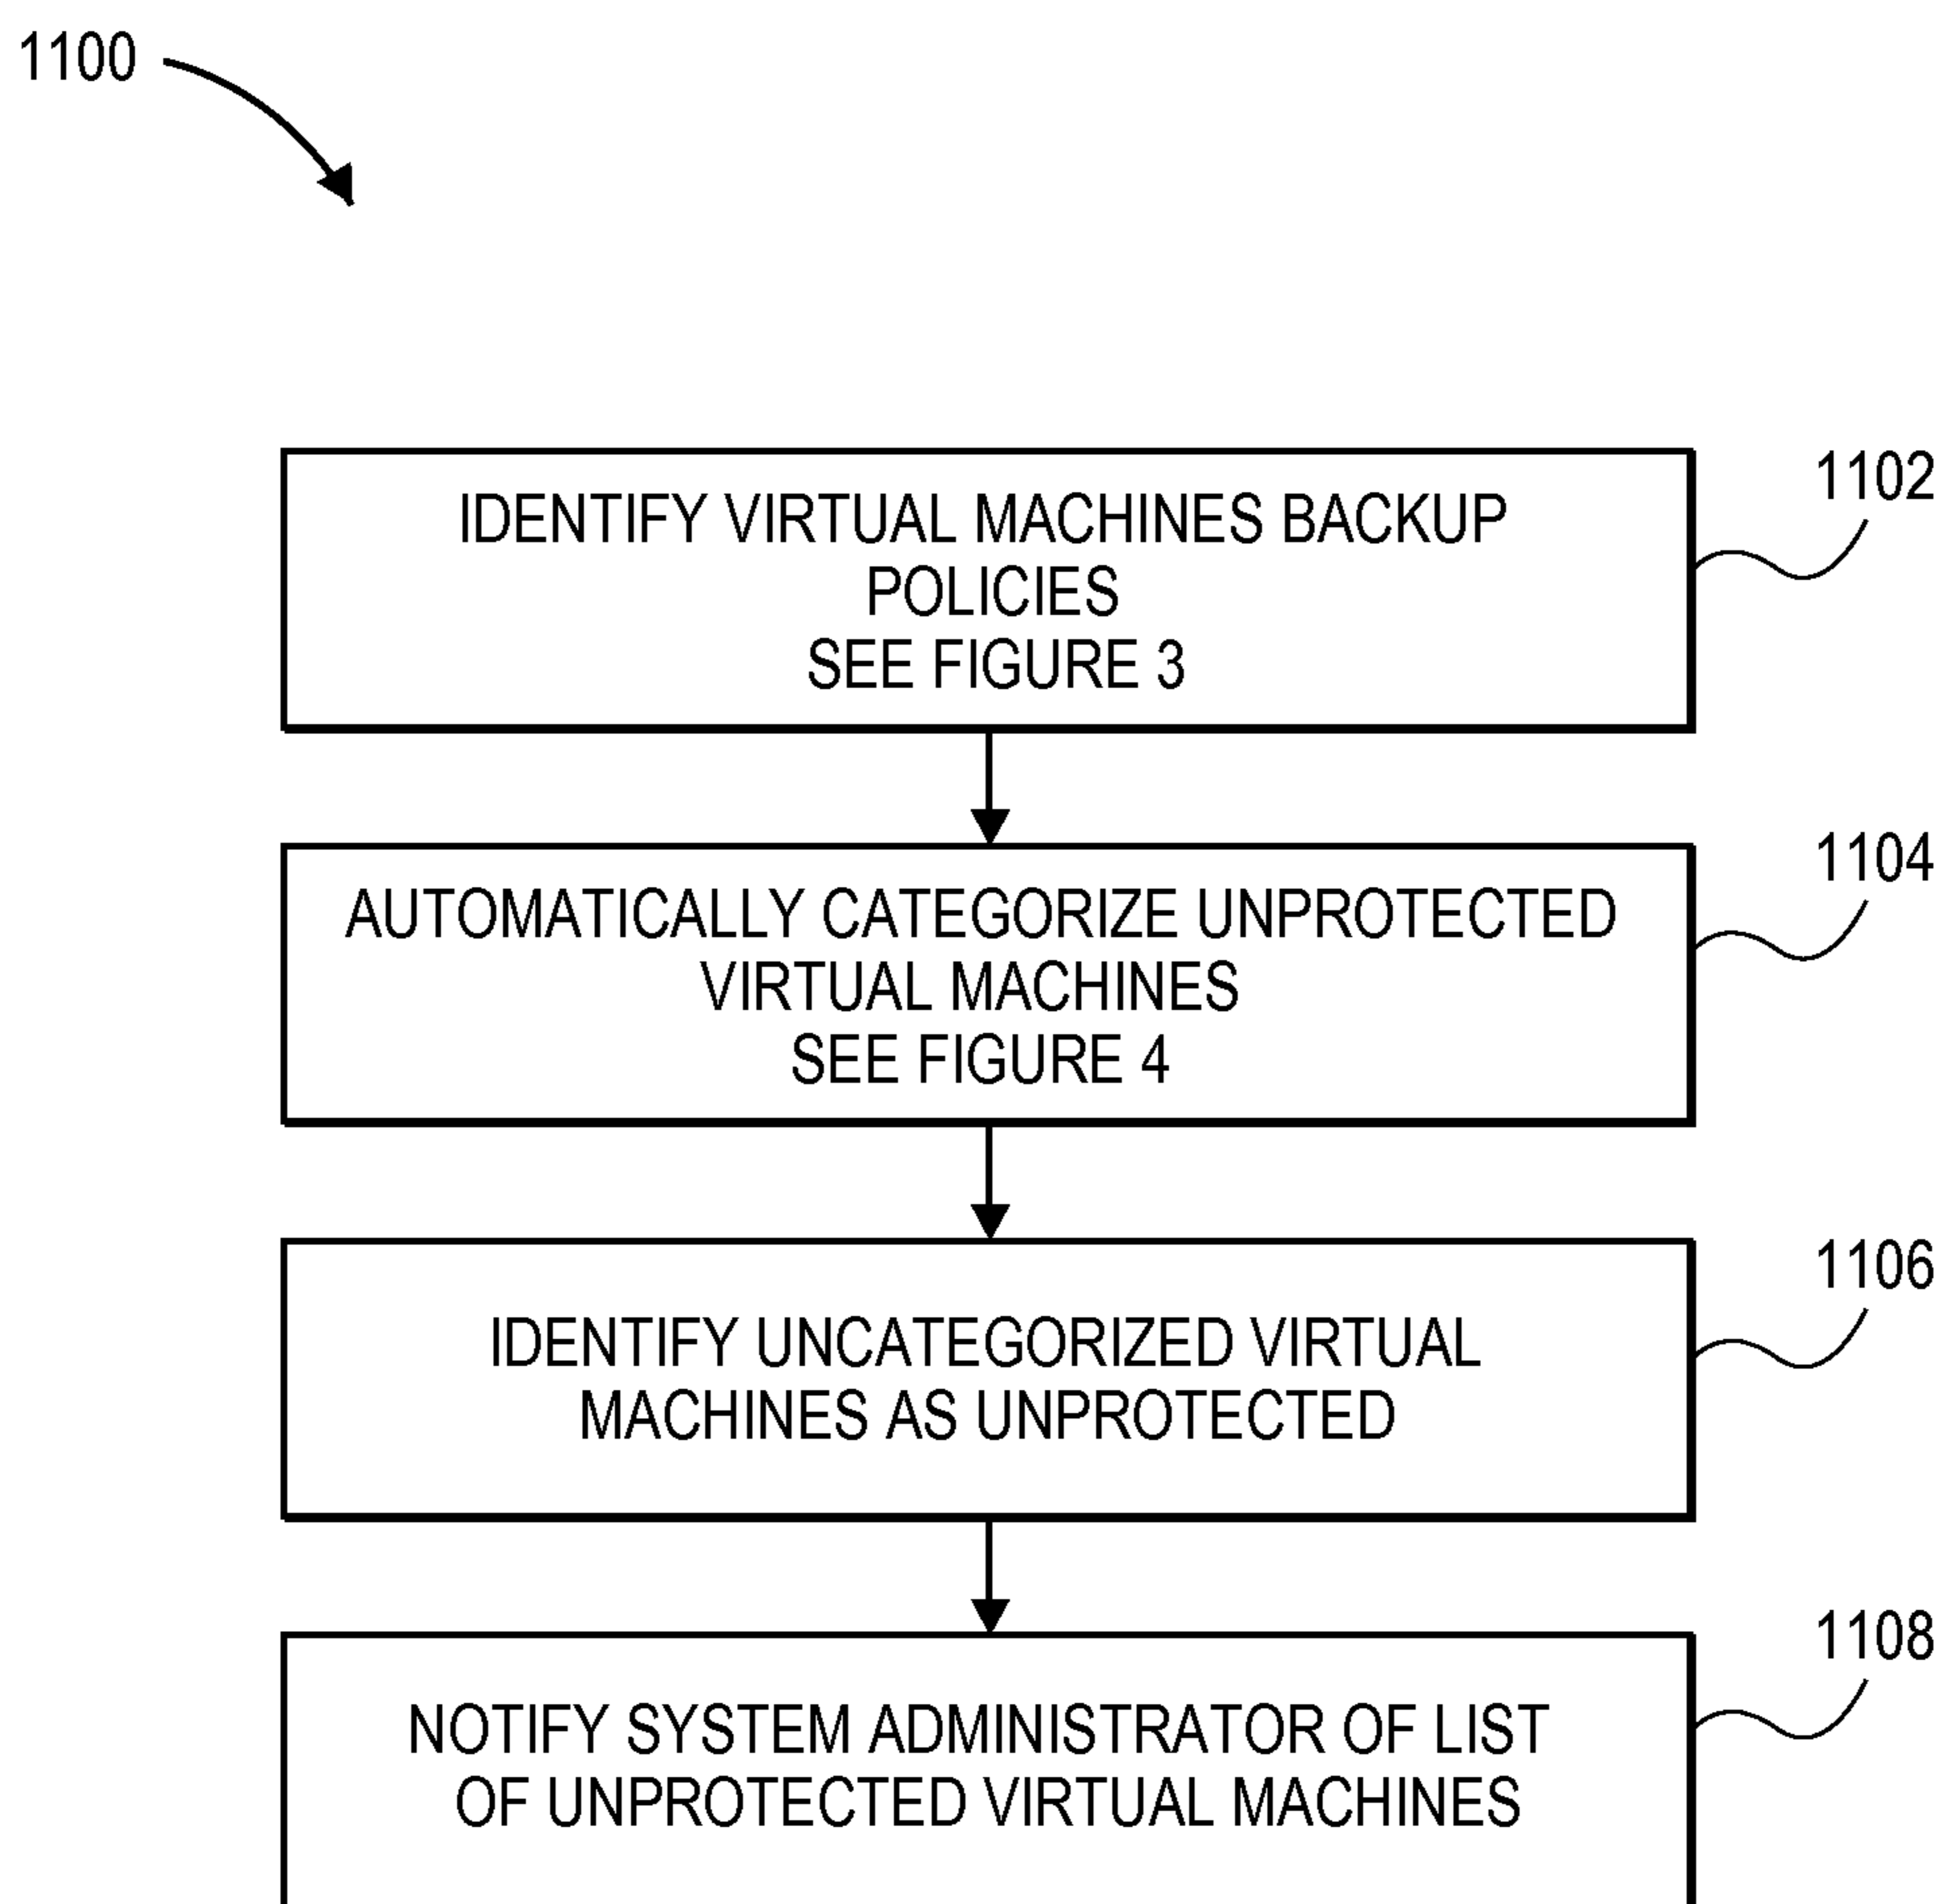 1100
IDENTIFY VIRTUAL MACHINES BACKUP
POLICIES
SEE FIGURE 3
1102
AUTOMATICALLY CATEGORIZE UNPROTECTED
VIRTUAL MACHINES
SEE FIGURE 4
1104
IDENTIFY UNCATEGORIZED VIRTUAL
MACHINES AS UNPROTECTED
1106
NOTIFY SYSTEM ADMINISTRATOR OF LIST
OF UNPROTECTED VIRTUAL MACHINES
1108